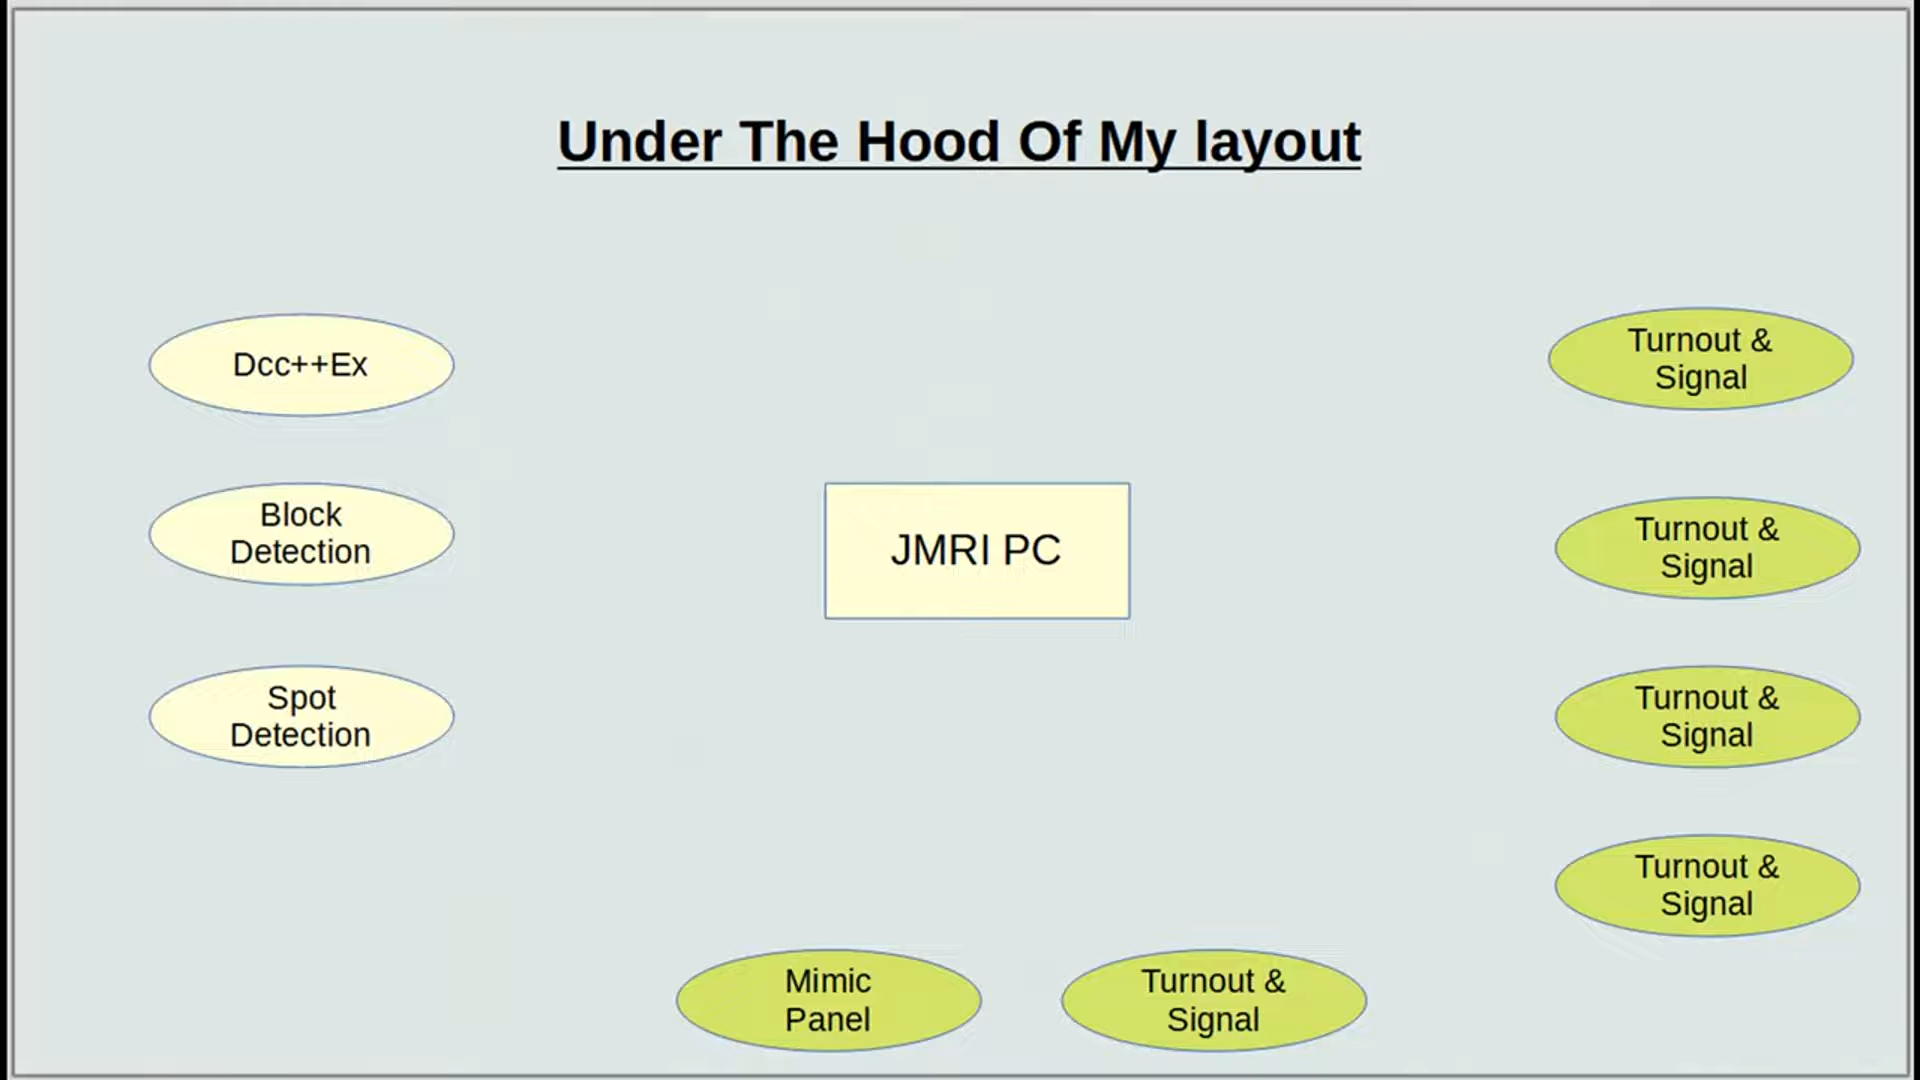 Under The Hood Of My layout
Dcc++Ex
Block
Detection
Spot
Detection
JMRI PC
Turnout &
Signal
Turnout &
Signal
Turnout &
Signal
Turnout &
Signal
Mimic
Panel
Turnout &
Signal